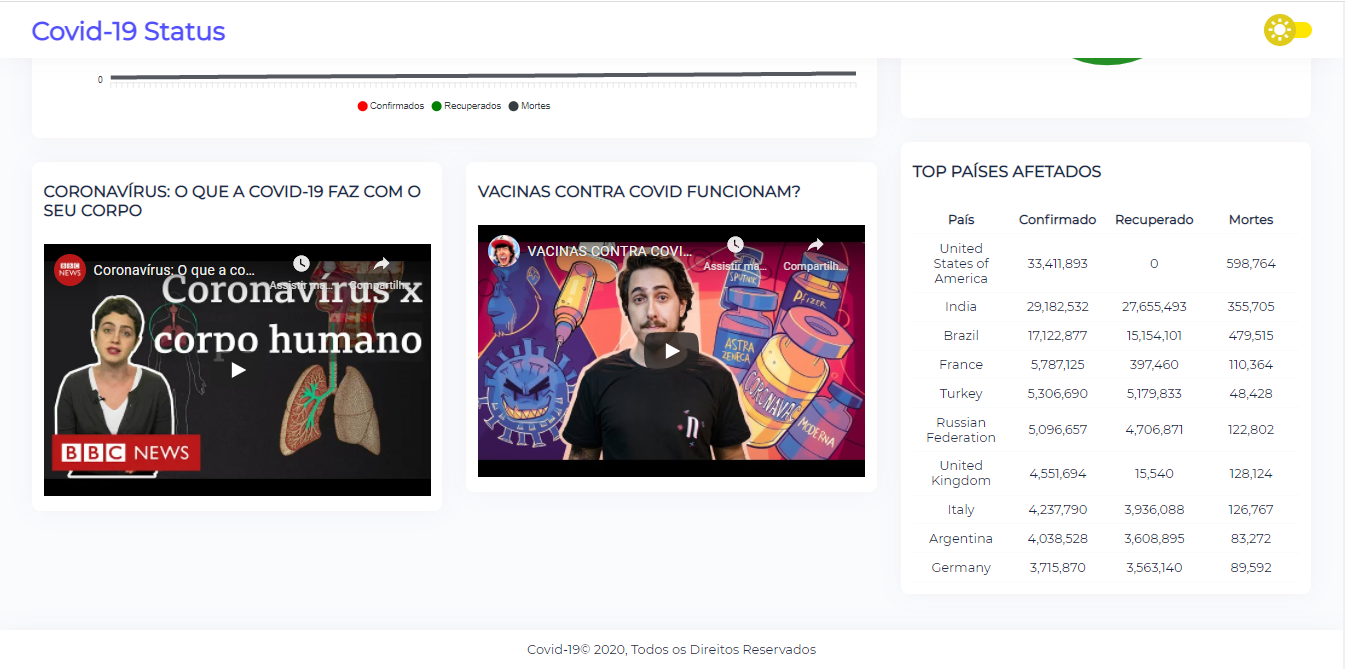 Covid-19 Status
0
Confirmados Recuperados Mortes
CORONAVÍRUS: O QUE A COVID-19 FAZ COM O
SEU CORPO
BBC NEWS
Coronavírus: O que a co...
Assistir ma...
Compartilh...
Coronavírus x
corpo humano
BBC NEWS
VACINAS CONTRA COVID FUNCIONAM?
VACINAS CONTRA COVI...
Assistir ma...
Compartilh...
SPUTNIK
PFIZER
ASTRA
ZENECA
CORONAVA
MODERNA
n
TOP PAÍSES AFETADOS
País Confirmado Recuperado Mortes
United
States of
America
33,411,893 0 598,764
India 29,182,532 27,655,493 355,705
Brazil 17,122,877 15,154,101 479,515
France 5,787,125 397,460 110,364
Turkey 5,306,690 5,179,833 48,428
Russian
Federation
5,096,657 4,706,871 122,802
United
Kingdom
4,551,694 15,540 128,124
Italy 4,237,790 3,936,088 126,767
Argentina 4,038,528 3,608,895 83,272
Germany 3,715,870 3,563,140 89,592
Covid-19© 2020, Todos os Direitos Reservados